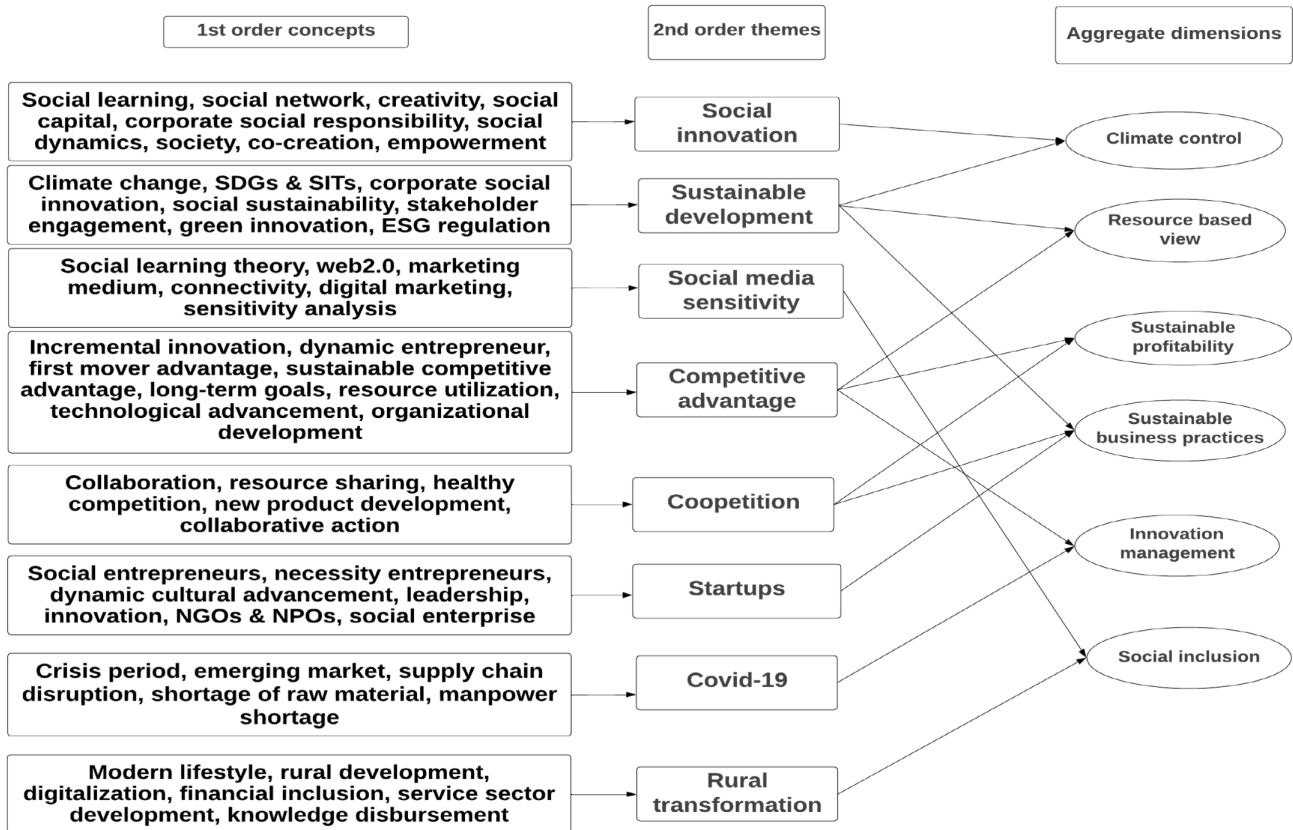 1st order concepts
2nd order themes
Aggregate dimensions
Social learning, social network, creativity, social
capital, corporate social responsibility, social
dynamics, society, co-creation, empowerment
Social
innovation
Climate control
Climate change, SDGs & SITs, corporate social
innovation, social sustainability, stakeholder
engagement, green innovation, ESG regulation
Sustainable
development
Resource based
view
Social learning theory, web2.0, marketing
medium, connectivity, digital marketing,
sensitivity analysis
Social media
sensitivity
Sustainable
profitability
Incremental innovation, dynamic entrepreneur,
first mover advantage, sustainable competitive
advantage, long-term goals, resource utilization,
technological advancement, organizational
development
Competitive
advantage
Sustainable
business practices
Collaboration, resource sharing, healthy
competition, new product development,
collaborative action
Coopetition
Innovation
management
Social entrepreneurs, necessity entrepreneurs,
dynamic cultural advancement, leadership,
innovation, NGOs & NPOs, social enterprise
Startups
Social inclusion
Crisis period, emerging market, supply chain
disruption, shortage of raw material, manpower
shortage
Covid-19
Modern lifestyle, rural development,
digitalization, financial inclusion, service sector
development, knowledge disbursement
Rural
transformation